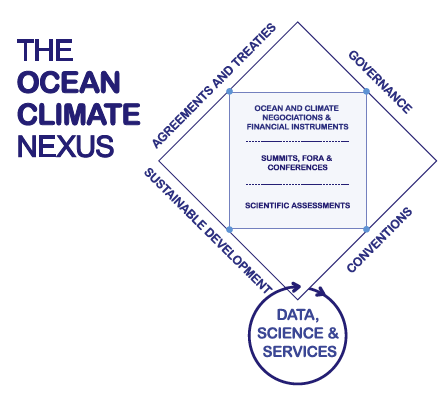 THE
OCEAN
CLIMATE
NEXUS
AGREEMENTS AND TREATIES
GOVERNANCE
OCEAN AND CLIMATE
NEGOCIATIONS &
FINANCIAL INSTRUMENTS
SUMMITS, FORA &
CONFERENCES
SCIENTIFIC ASSESSMENTS
SUSTAINABLE DEVELOPMENT
CONVENTIONS
DATA,
SCIENCE &
SERVICES